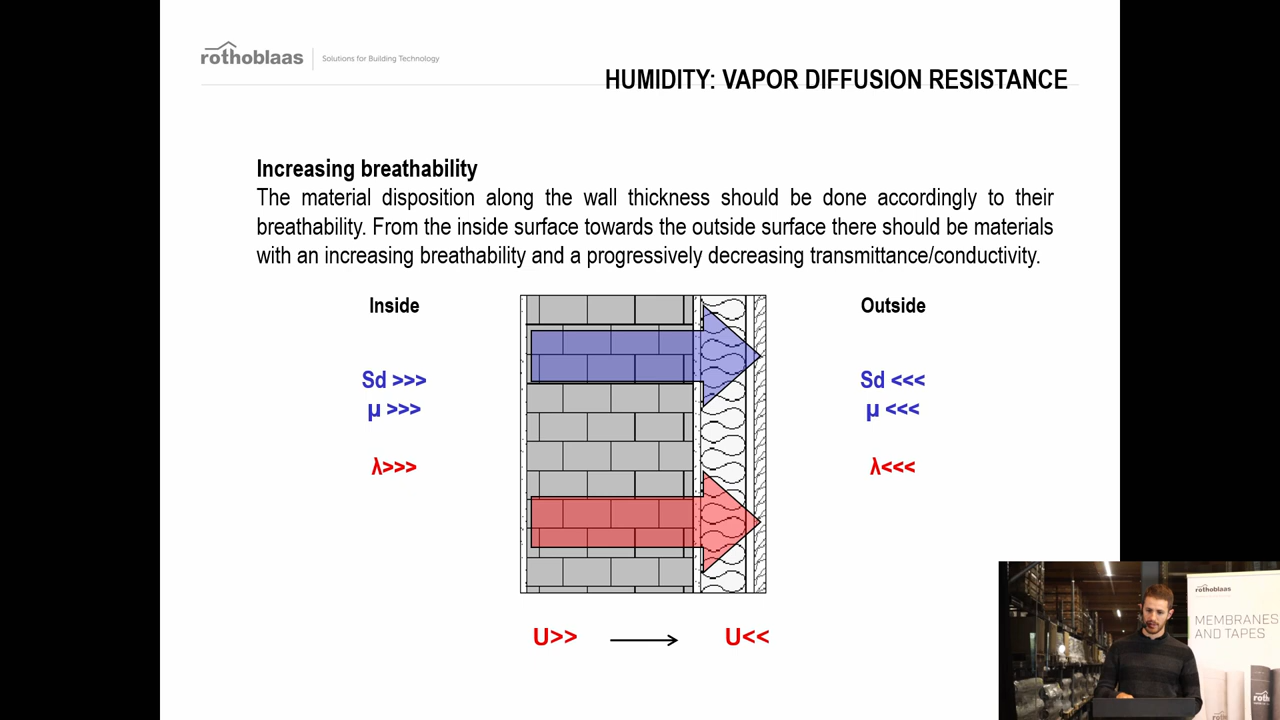 rothoblaas
Solutions for Building Technology
HUMIDITY: VAPOR DIFFUSION RESISTANCE
Increasing breathability
The material disposition along the wall thickness should be done accordingly to their
breathability. From the inside surface towards the outside surface there should be materials
with an increasing breathability and a progressively decreasing transmittance/conductivity.
Inside
Outside
Sd >>>
Sd <<<
μ >>>
μ <<<
λ>>>
λ<<<
U>>
U<<
rothoblaas
MEMBRANES
AND TAPES
roth